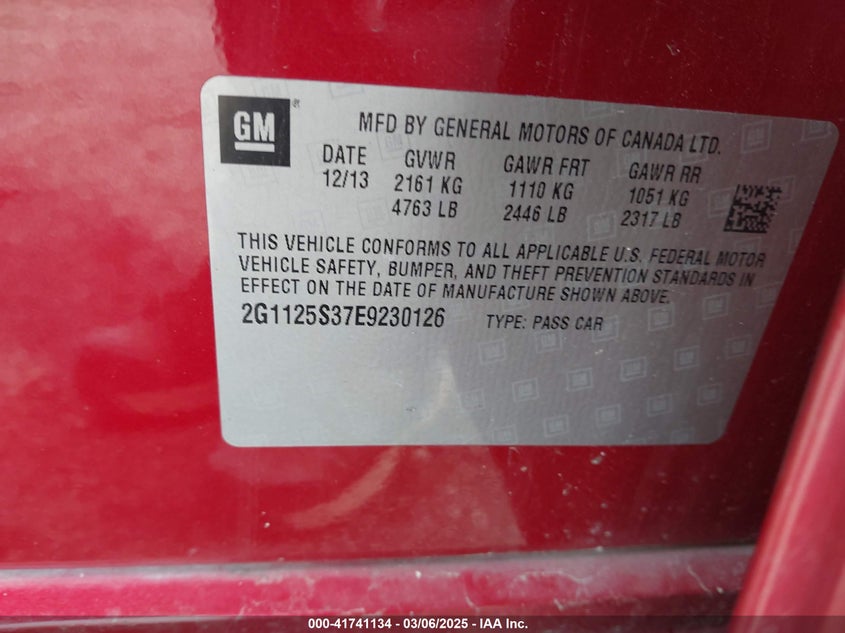 GM
MFD BY GENERAL MOTORS OF CANADA LTD.
DATE GVWR GAWR FRT GAWR RR
12/13 2161 KG 1110 KG 1051 KG
4763 LB 2446 LB 2317 LB
THIS VEHICLE CONFORMS TO ALL APPLICABLE U.S. FEDERAL MOTOR
VEHICLE SAFETY, BUMPER, AND THEFT PREVENTION STANDARDS IN
EFFECT ON THE DATE OF MANUFACTURE SHOWN ABOVE.
2G1125S37E9230126 TYPE: PASS CAR
000-41741134 — 03/06/2025 — IAA Inc.